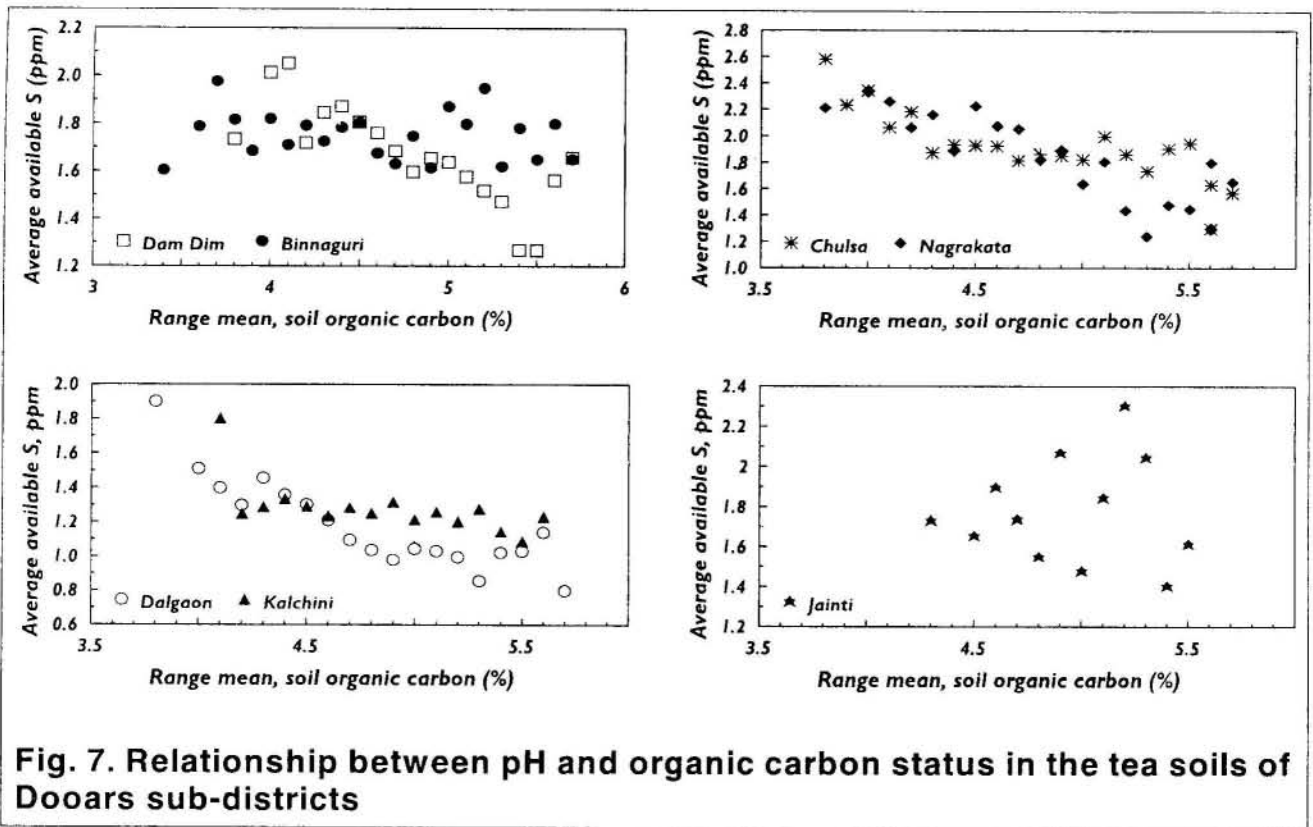 Average available S (ppm)
2.2
2.0
1.8
1.6
1.4
1.2
Dam Dim Binnaguri
3 4 5 6
Range mean, soil organic carbon (%)
Average available S (ppm)
2.8
2.6
2.4
2.2
2.0
1.8
1.6
1.4
1.2
1.0
Chulsa Nagrakata
3.5 4.5 5.5
Range mean, soil organic carbon (%)
Average available S, ppm
2.0
1.8
1.6
1.4
1.2
1.0
0.8
0.6
Dalgaon Kalchini
3.5 4.5 5.5
Range mean, soil organic carbon (%)
Average available S, ppm
2.4
2.2
2
1.8
1.6
1.4
1.2
Jainti
3.5 4.5 5.5
Range mean, soil organic carbon (%)
Fig. 7. Relationship between pH and organic carbon status in the tea soils of
Dooars sub-districts